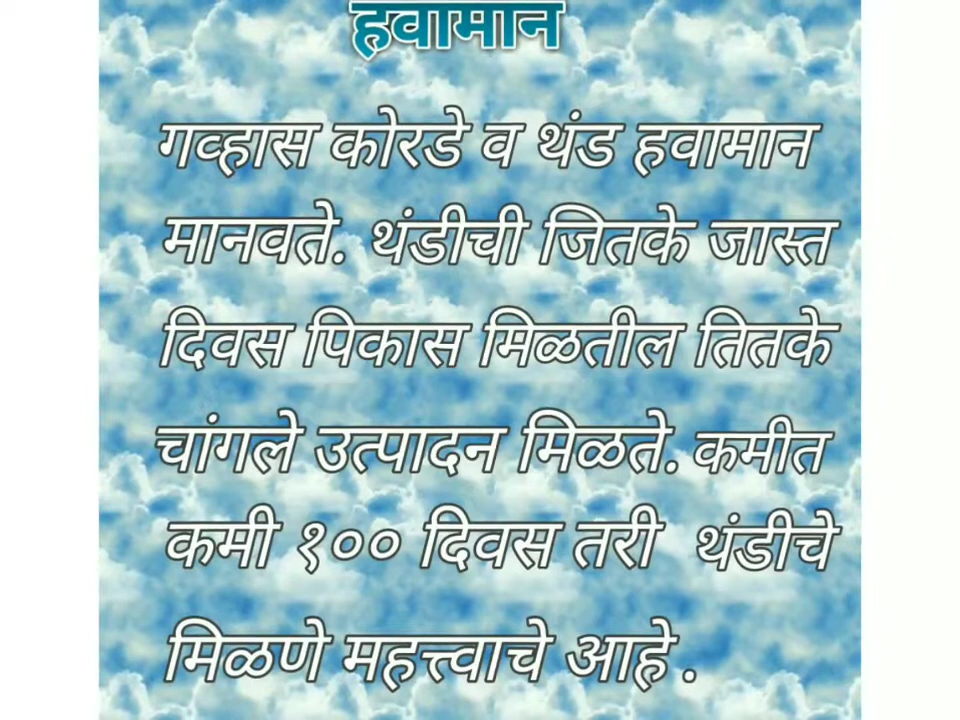 हवामान
गव्हास कोरडे व थंड हवामान
मानवते. थंडीची जितके जास्त
दिवस पिकास मिळतील तितके
चांगले उत्पादन मिळते. कमीत
कमी १०० दिवस तरी थंडीचे
मिळणे महत्त्वाचे आहे .